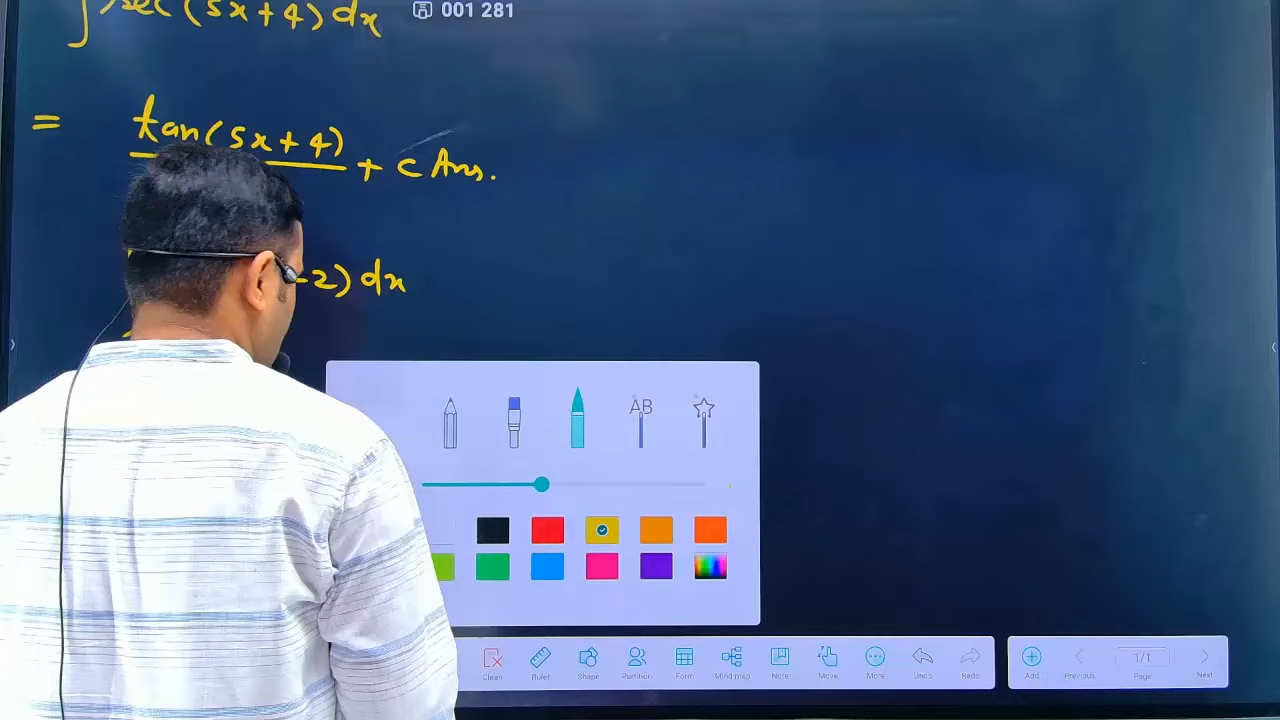 ∫ sec (5x+4) dx
001 281
= tan(5x+4) + c Ans.
-2) dx
AB
Clean Ruler Shape Partition Form Mind map Note Move More Undo Redo
1/1
Add Previous Page Next